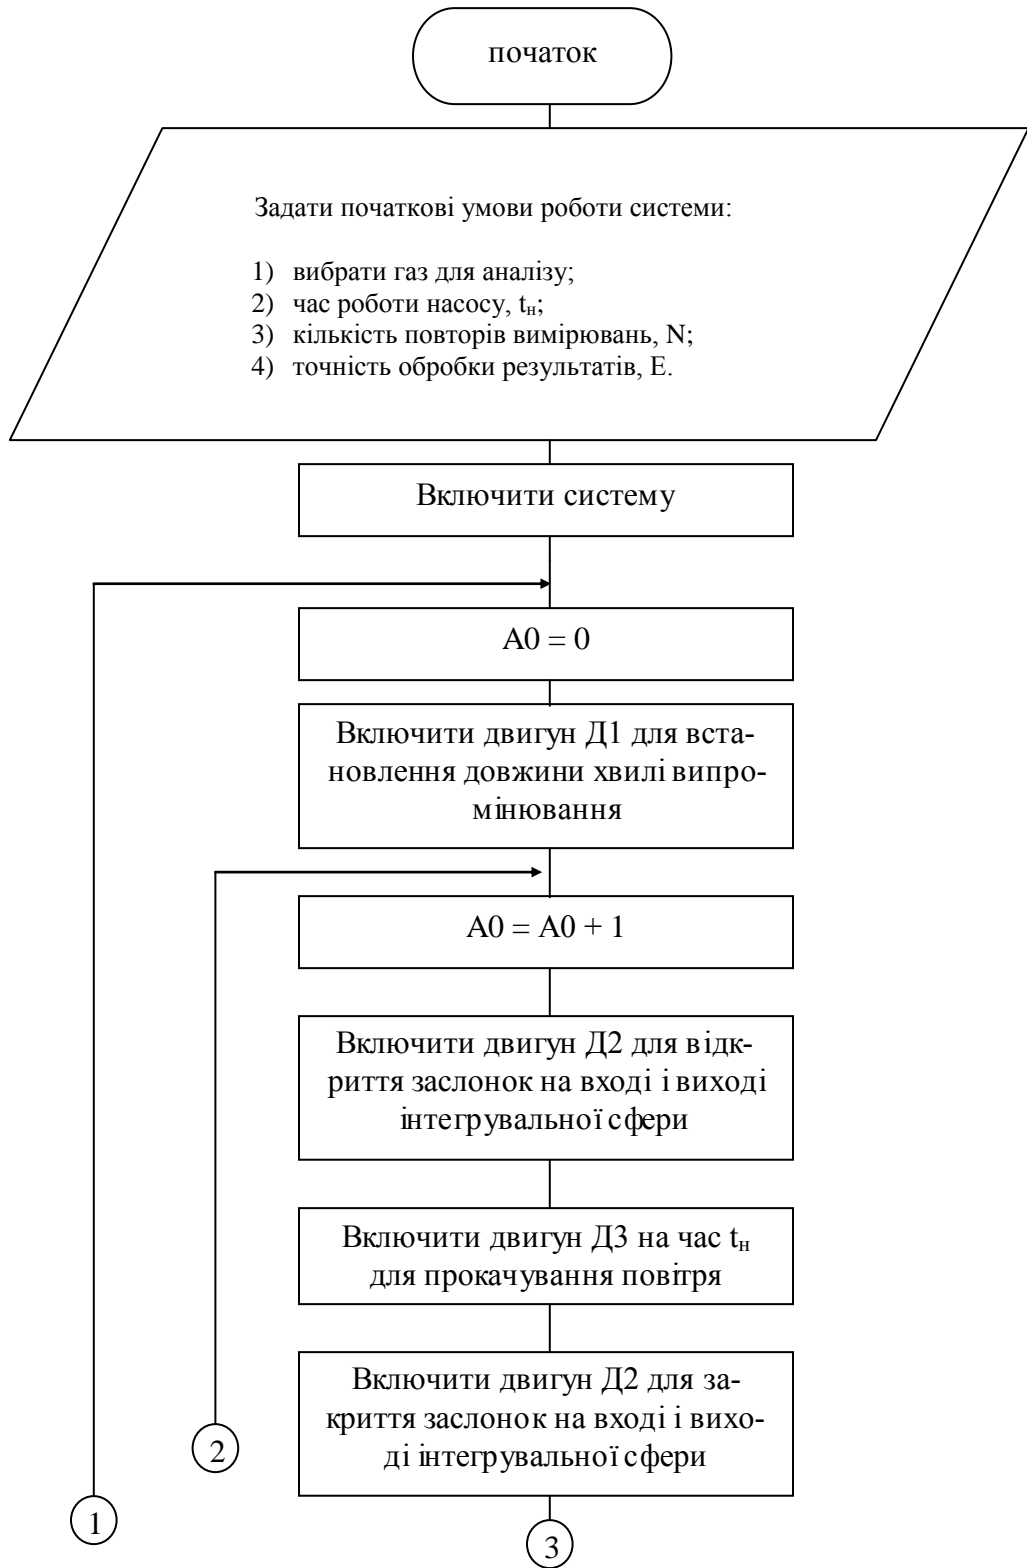 початок
Задати початкові умови роботи системи:
1) вибрати газ для аналізу;
2) час роботи насосу, tн;
3) кількість повторів вимірювань, N;
4) точність обробки результатів, E.
Включити систему
A0 = 0
Включити двигун Д1 для вста-
новлення довжини хвилі випро-
мінювання
A0 = A0 + 1
Включити двигун Д2 для відк-
риття заслонок на вході і виході
інтегрувальної сфери
Включити двигун Д3 на час tн
для прокачування повітря
Включити двигун Д2 для за-
криття заслонок на вході і вихо-
ді інтегрувальної сфери
2
1
3